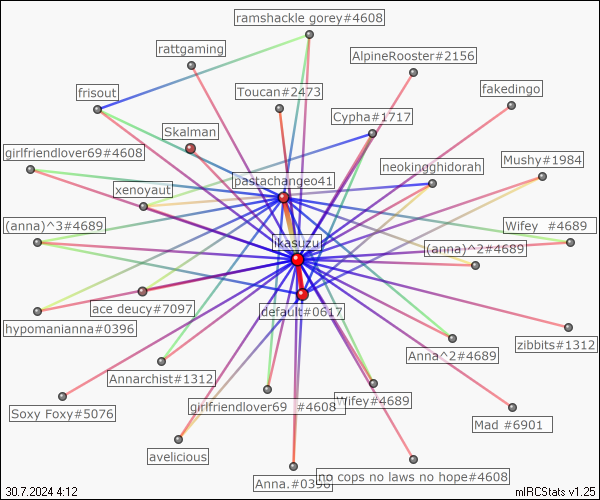 ramshackle gorey#4608
rattgaming
AlpineRooster#2156
frisout
Toucan#2473
fakedingo
Cypha#1717
Skalman
girlfriendlover69#4608
neokingghidorah
Mushy#1984
pastachangeo41
xenoyaut
(anna)^3#4689
Wifey #4689
ikasuzu
(anna)^2#4689
ace deucy#7097
default#0617
hypomanianna#0396
zibbits#1312
Anna^2#4689
Annarchist#1312
girlfriendlover69 #4608
Wifey#4689
Soxy Foxy#5076
Mad #6901
avelicious
Anna.#0396
no cops no laws no hope#4608
30.7.2024 4:12
mIRCStats v1.25